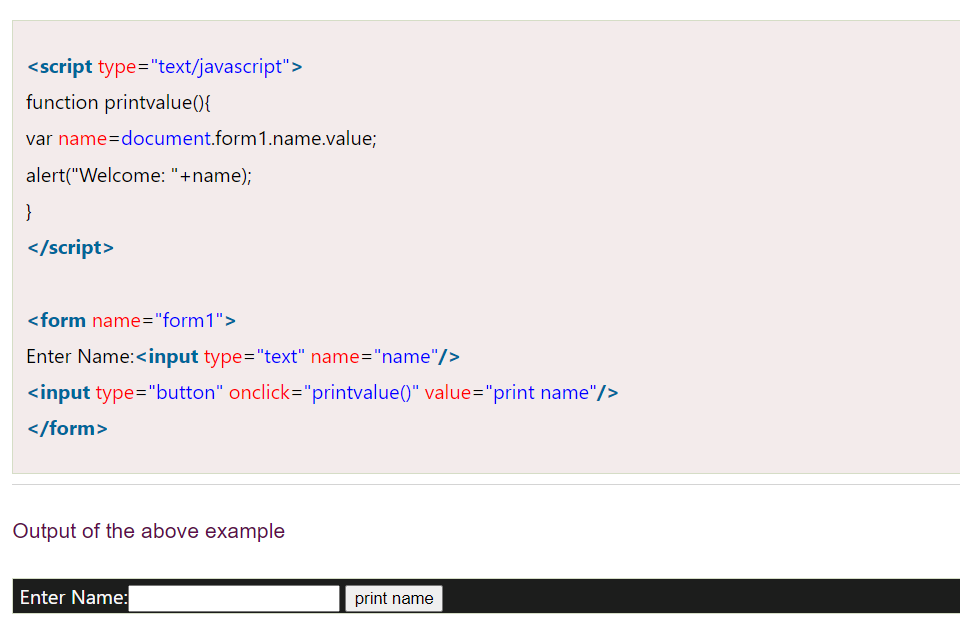 <script type="text/javascript">
function printvalue(){
var name=document.form1.name.value;
alert("Welcome: "+name);
}
</script>
<form name="form1">
Enter Name:<input type="text" name="name"/>
<input type="button" onclick="printvalue()" value="print name"/>
</form>
Output of the above example
Enter Name: print name